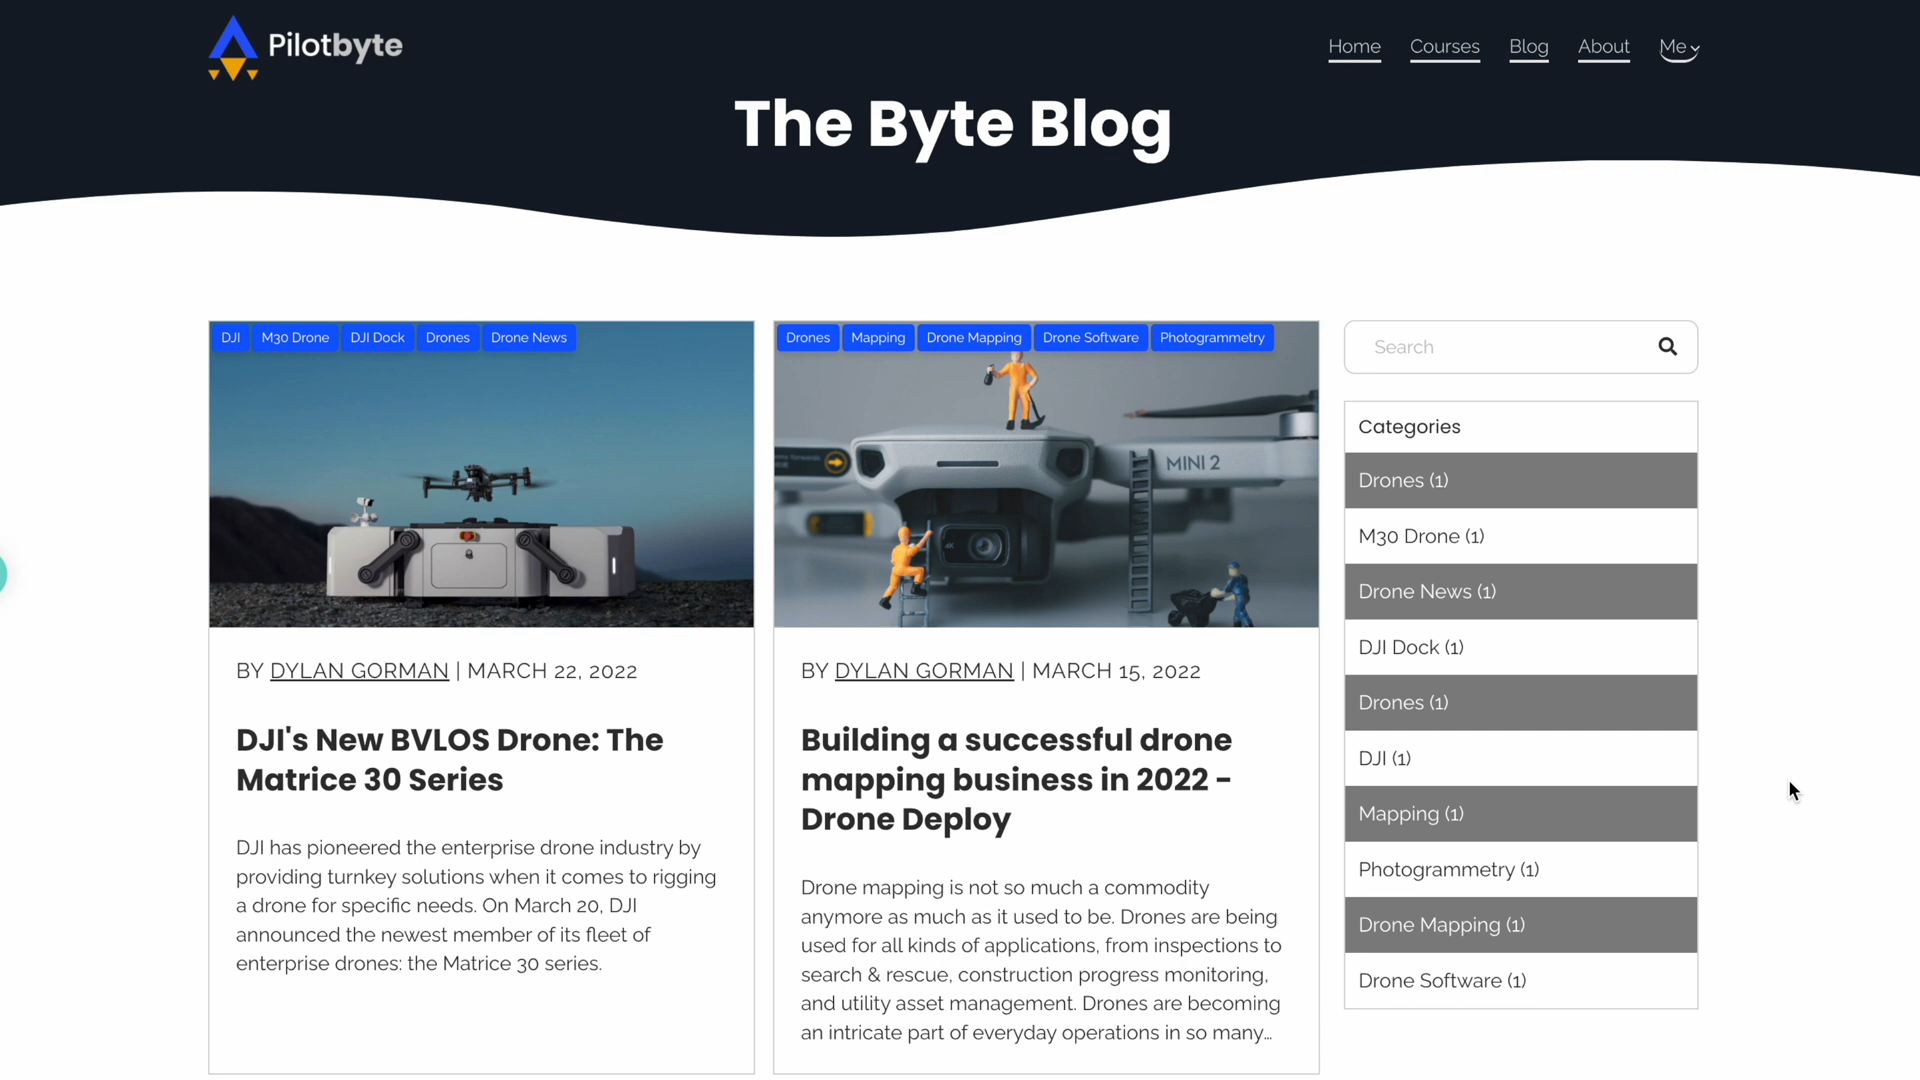 Pilotbyte
Home Courses Blog About Me
The Byte Blog
DJI M30 Drone DJI Dock Drones Drone News
Drones Mapping Drone Mapping Drone Software Photogrammetry
MINI 2
4K
BY DYLAN GORMAN | MARCH 22, 2022
DJI's New BVLOS Drone: The
Matrice 30 Series
DJI has pioneered the enterprise drone industry by
providing turnkey solutions when it comes to rigging
a drone for specific needs. On March 20, DJI
announced the newest member of its fleet of
enterprise drones: the Matrice 30 series.
BY DYLAN GORMAN | MARCH 15, 2022
Building a successful drone
mapping business in 2022 -
Drone Deploy
Drone mapping is not so much a commodity
anymore as much as it used to be. Drones are being
used for all kinds of applications, from inspections to
search & rescue, construction progress monitoring,
and utility asset management. Drones are becoming
an intricate part of everyday operations in so many…
Search
Categories
Drones (1)
M30 Drone (1)
Drone News (1)
DJI Dock (1)
Drones (1)
DJI (1)
Mapping (1)
Photogrammetry (1)
Drone Mapping (1)
Drone Software (1)